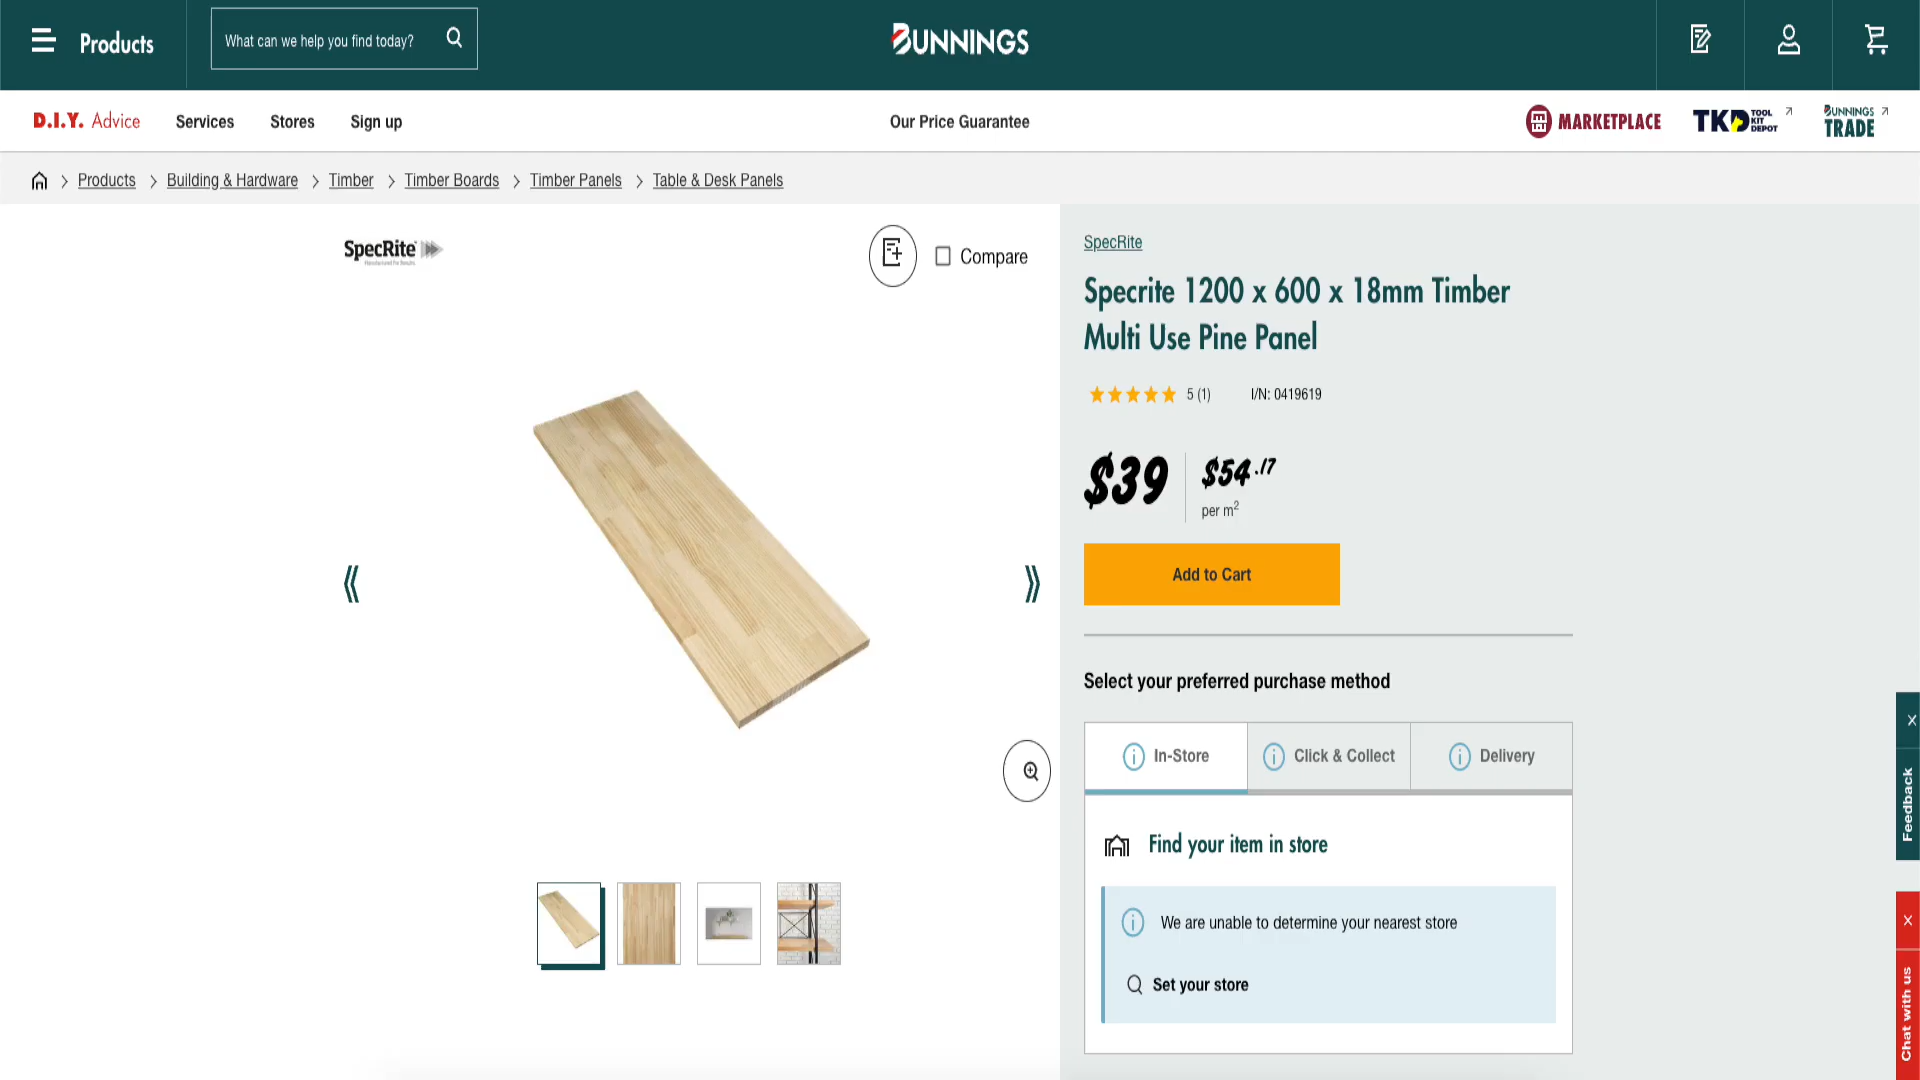 Products
What can we help you find today?
BUNNINGS
D.I.Y. Advice
Services
Stores
Sign up
Our Price Guarantee
MARKETPLACE
TKD TOOL KIT DEPOT
BUNNINGS TRADE
Products
Building & Hardware
Timber
Timber Boards
Timber Panels
Table & Desk Panels
SpecRite
Compare
SpecRite
Specrite 1200 x 600 x 18mm Timber
Multi Use Pine Panel
5 (1)
I/N: 0419619
$39
$54.17
per m²
Add to Cart
Select your preferred purchase method
In-Store
Click & Collect
Delivery
Find your item in store
We are unable to determine your nearest store
Set your store
X
Feedback
X
Chat with us